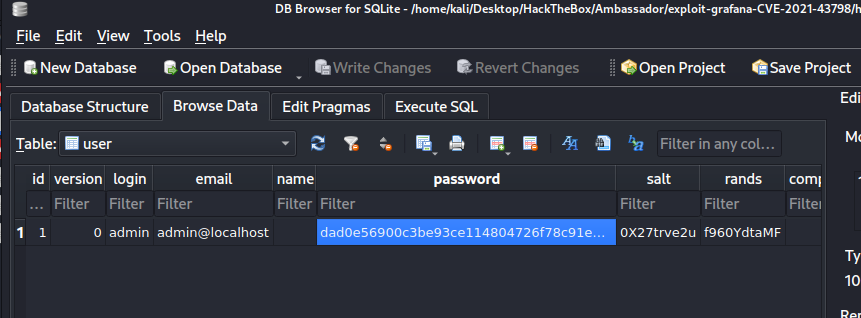 DB Browser for SQLite - /home/kali/Desktop/HackTheBox/Ambassador/exploit-grafana-CVE-2021-43798/h
File Edit View Tools Help
New Database Open Database Write Changes Revert Changes Open Project Save Project
Database Structure Browse Data Edit Pragmas Execute SQL
Edi
Table: user Filter in any col...
Mo
id version login email name password salt rands comp
... Filter Filter Filter Filter Filter Filter Filter Filter
1 1 0 admin admin@localhost dad0e56900c3be93ce114804726f78c91e... 0X27trve2u f960YdtaMF
Ty
10